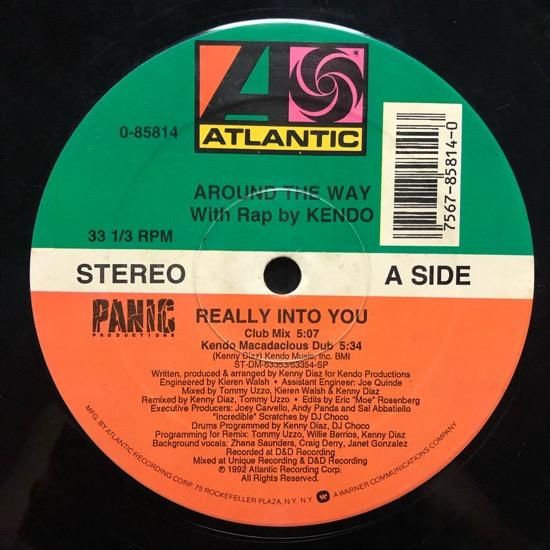 ATLANTIC
0-85814
7567-85814-0
AROUND THE WAY
With Rap by KENDO
33 1/3 RPM
STEREO
A SIDE
PANIC
PRODUCTIONS
REALLY INTO YOU
Club Mix 5:07
Kendo Macadacious Dub 5:34
(Kenny Diaz) Kendo Music, Inc. BMI
ST-DM-63353/63354-SP
Written, produced & arranged by Kenny Diaz for Kendo Productions
Engineered by Kieren Walsh • Assistant Engineer: Joe Quinde
Mixed by Tommy Uzzo, Kieren Walsh & Kenny Diaz
Remixed by Kenny Diaz, Tommy Uzzo • Edits by Eric "Moe" Rosenberg
Executive Producers: Joey Carvello, Andy Panda and Sal Abbatiello
"Incredible" Scratches by DJ Choco
Drums Programmed by Kenny Diaz, DJ Choco
Programming for Remix: Tommy Uzzo, Willie Berrios, Kenny Diaz
Background vocals: Zhana Saunders, Craig Derry, Janet Gonzalez
Recorded at D&D Recording
Mixed at Unique Recording & D&D Recording
℗ 1992 Atlantic Recording Corp.
All Rights Reserved.
MFG. BY ATLANTIC RECORDING CORP. 75 ROCKEFELLER PLAZA, N.Y. N.Y. A WARNER COMMUNICATIONS COMPANY